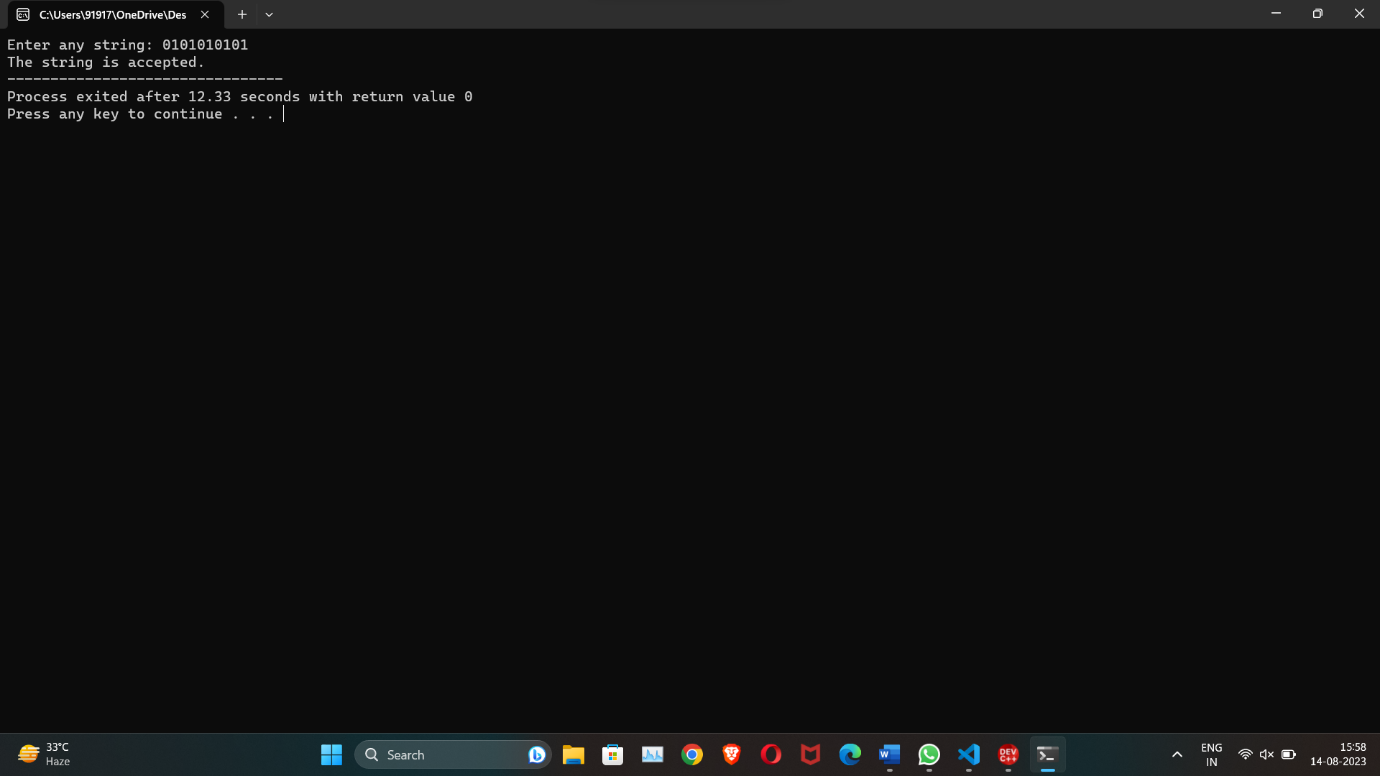 C:\Users\91917\OneDrive\Des
Enter any string: 0101010101
The string is accepted.
--------------------------------
Process exited after 12.33 seconds with return value 0
Press any key to continue . . .
33°C
Haze
Search
DEV
C++
ENG
IN
15:58
14-08-2023